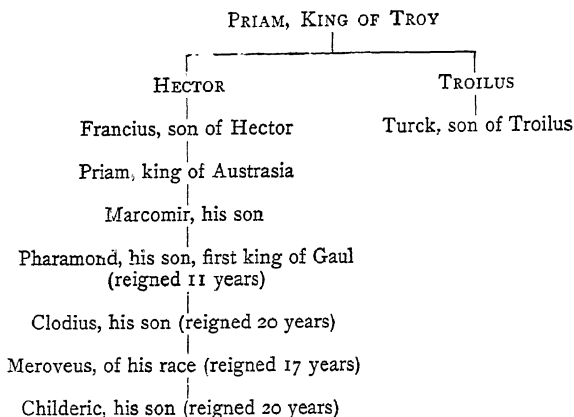 PRIAM, KING OF TROY
HECTOR TROILUS
Francius, son of Hector Turck, son of Troilus
Priam, king of Austrasia
Marcomir, his son
Pharamond, his son, first king of Gaul
(reigned 11 years)
Clodius, his son (reigned 20 years)
Meroveus, of his race (reigned 17 years)
Childeric, his son (reigned 20 years)